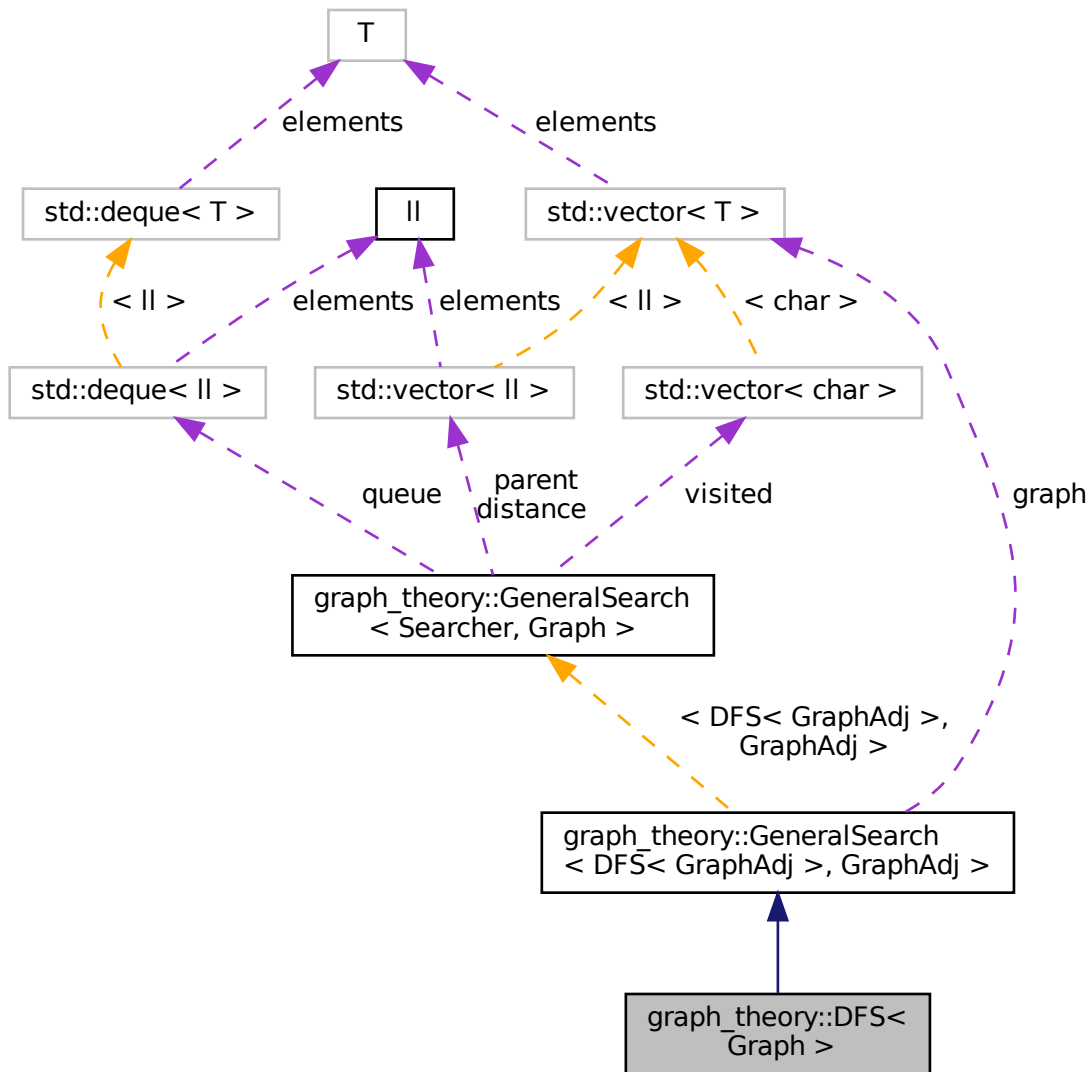 T
elements
elements
std::deque< T >
ll
std::vector< T >
< ll >
elements
elements
< ll >
< char >
std::deque< ll >
std::vector< ll >
std::vector< char >
queue
parent
distance
visited
graph
graph_theory::GeneralSearch
< Searcher, Graph >
< DFS< GraphAdj >,
GraphAdj >
graph_theory::GeneralSearch
< DFS< GraphAdj >, GraphAdj >
graph_theory::DFS<
Graph >